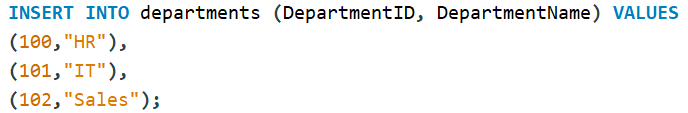 INSERT INTO departments (DepartmentID, DepartmentName) VALUES
(100,"HR"),
(101,"IT"),
(102,"Sales");